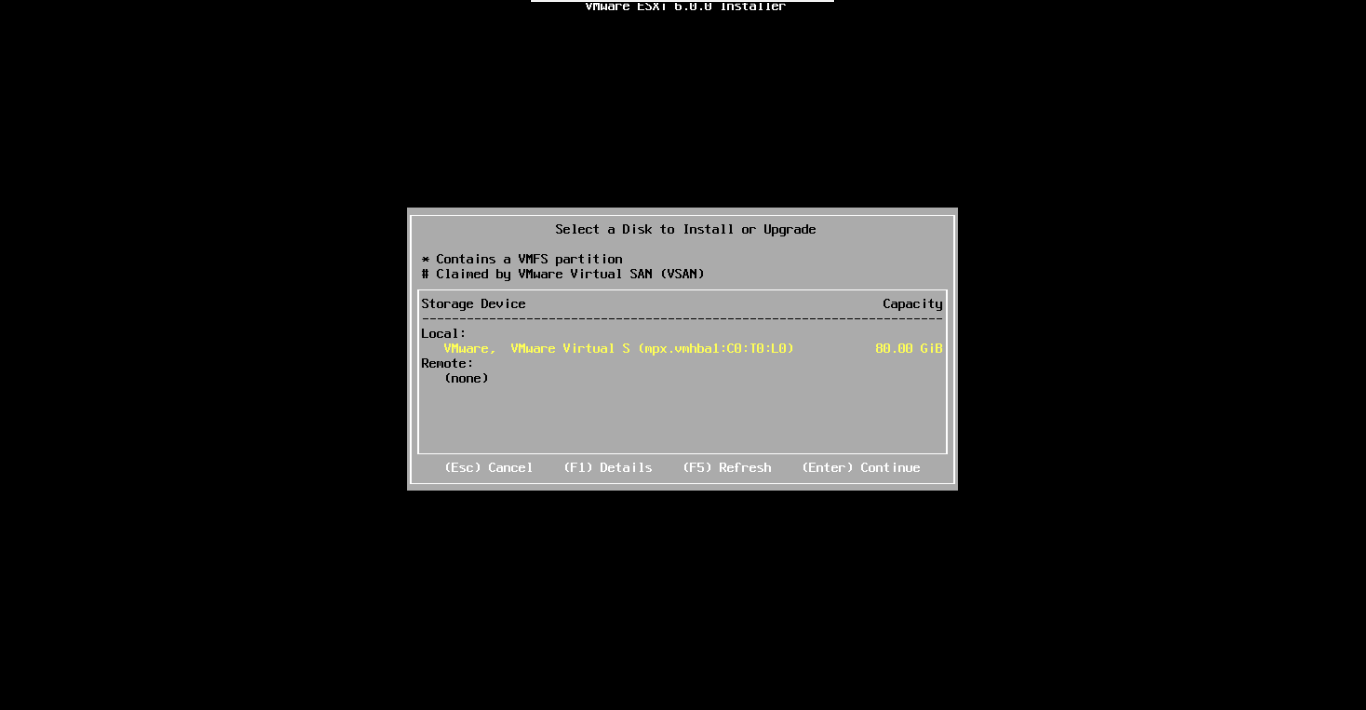 VMware ESXi 6.0.0 Installer
Select a Disk to Install or Upgrade
* Contains a VMFS partition
# Claimed by VMware Virtual SAN (VSAN)
Storage Device Capacity
----------------------------------------------------------------------
Local:
VMware,  VMware Virtual S (mpx.vmhba1:C0:T0:L0) 80.00 GiB
Remote:
(none)
(Esc) Cancel (F1) Details (F5) Refresh (Enter) Continue